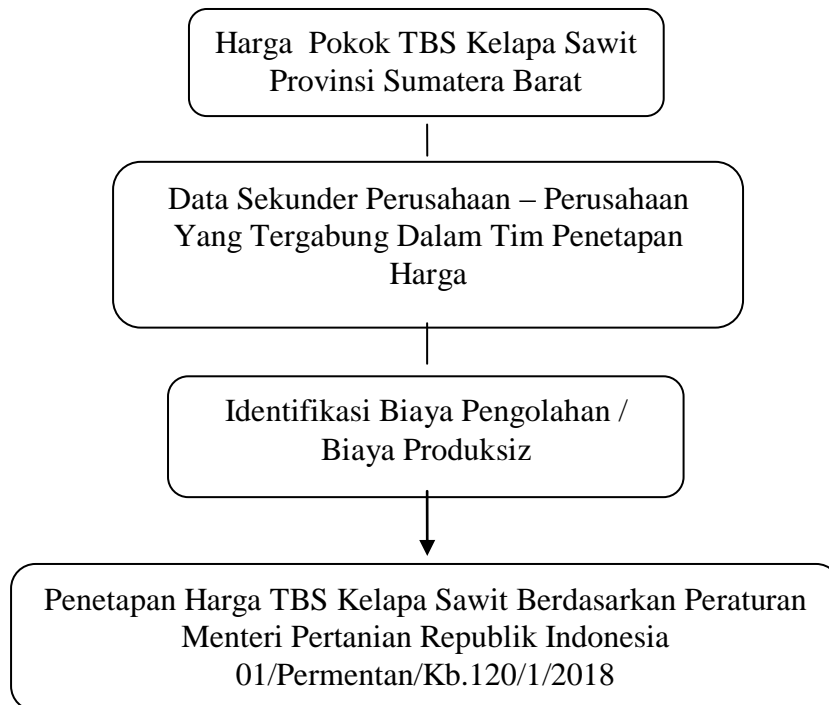 Harga Pokok TBS Kelapa Sawit
Provinsi Sumatera Barat
Data Sekunder Perusahaan – Perusahaan
Yang Tergabung Dalam Tim Penetapan
Harga
Identifikasi Biaya Pengolahan /
Biaya Produksiz
Penetapan Harga TBS Kelapa Sawit Berdasarkan Peraturan
Menteri Pertanian Republik Indonesia
01/Permentan/Kb.120/1/2018